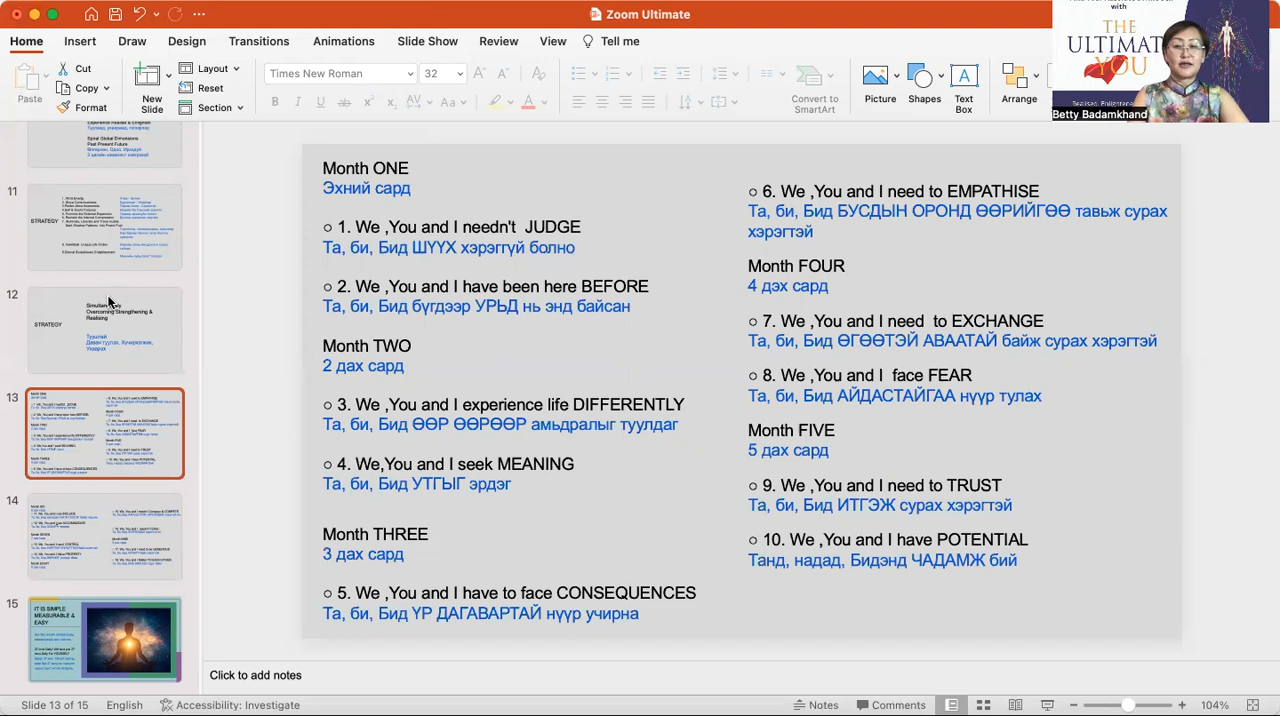 Zoom Ultimate
Home Insert Draw Design Transitions Animations Slide Show Review View Tell me
Paste
Cut
Copy
Format
New
Slide
Layout
Reset
Section
Times New Roman
32
Convert to
SmartArt
Picture
Shapes
Text
Box
Arrange
with
THE
ULTIMATE
YOU
Betty Badamkhand
11
STRATEGY
12
STRATEGY
Overcoming Strengthening &
Realising
13
14
15
IT IS SIMPLE
MEASURABLE &
EASY
Month ONE
Эхний сард
○ 1. We ,You and I needn't JUDGE
Та, би, Бид ШҮҮХ хэрэггүй болно
○ 2. We ,You and I have been here BEFORE
Та, би, Бид бүгдээр УРЬД нь энд байсан
Month TWO
2 дах сард
○ 3. We ,You and I experience life DIFFERENTLY
Та, би, Бид ӨӨР ӨӨРӨӨР амьдралыг туулдаг
○ 4. We,You and I seek MEANING
Та, би, Бид УТГЫГ эрдэг
Month THREE
3 дах сард
○ 5. We ,You and I have to face CONSEQUENCES
Та, би, Бид ҮР ДАГАВАРТАЙ нүүр учирна
○ 6. We ,You and I need to EMPATHISE
Та, би, Бид БУСДЫН ОРОНД ӨӨРИЙГӨӨ тавьж сурах
хэрэгтэй
Month FOUR
4 дэх сард
○ 7. We ,You and I need to EXCHANGE
Та, би, Бид ӨГӨӨТЭЙ АВААТАЙ байж сурах хэрэгтэй
○ 8. We ,You and I face FEAR
Та, би, Бид АЙДАСТАЙГАА нүүр тулах
Month FIVE
5 дах сард
○ 9. We ,You and I need to TRUST
Та, би, Бид ИТГЭЖ сурах хэрэгтэй
○ 10. We ,You and I have POTENTIAL
Танд, надад, Бидэнд ЧАДАМЖ бий
Click to add notes
Slide 13 of 15 English Accessibility: Investigate Notes Comments 104%